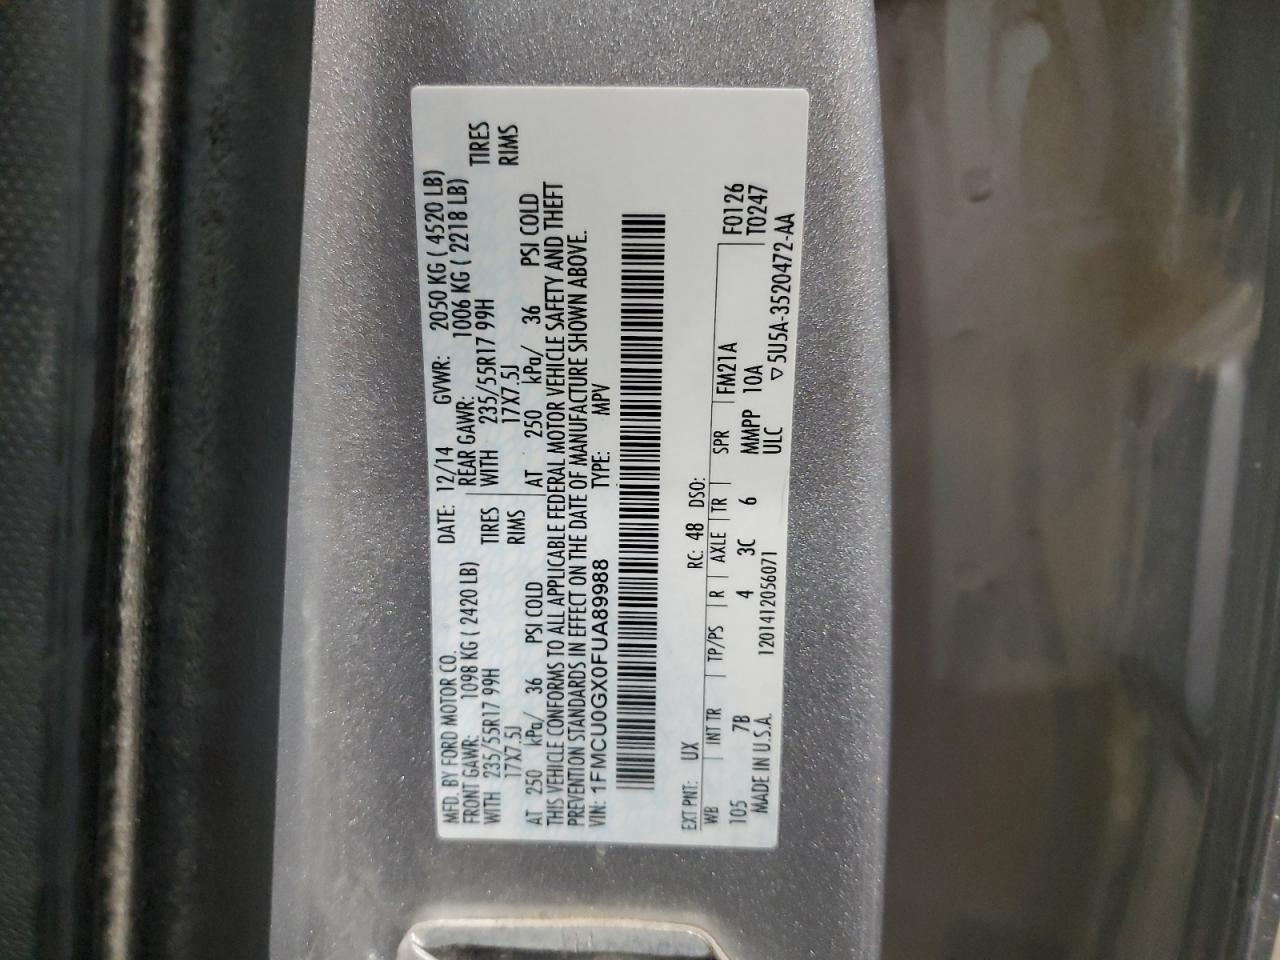 MFD. BY FORD MOTOR CO. DATE: 12/14 GVWR: 2050 KG ( 4520 LB)
FRONT GAWR: 1098 KG ( 2420 LB) REAR GAWR: 1006 KG ( 2218 LB)
WITH 235/55R17 99H TIRES WITH 235/55R17 99H TIRES
17X7.5J RIMS 17X7.5J RIMS
AT 250 kPa/ 36 PSI COLD AT 250 kPa/ 36 PSI COLD
THIS VEHICLE CONFORMS TO ALL APPLICABLE FEDERAL MOTOR VEHICLE SAFETY AND THEFT
PREVENTION STANDARDS IN EFFECT ON THE DATE OF MANUFACTURE SHOWN ABOVE.
VIN: 1FMCU0GX0FUA89988 TYPE: MPV
EXT PNT: UX RC: 48 DSO: F0126
WB INT TR TP/PS R AXLE TR SPR FM21A T0247
105 7B 4 3C 6 MMPP 10A
MADE IN U.S.A. 1201412056071 ULC ▽5U5A-3520472-AA